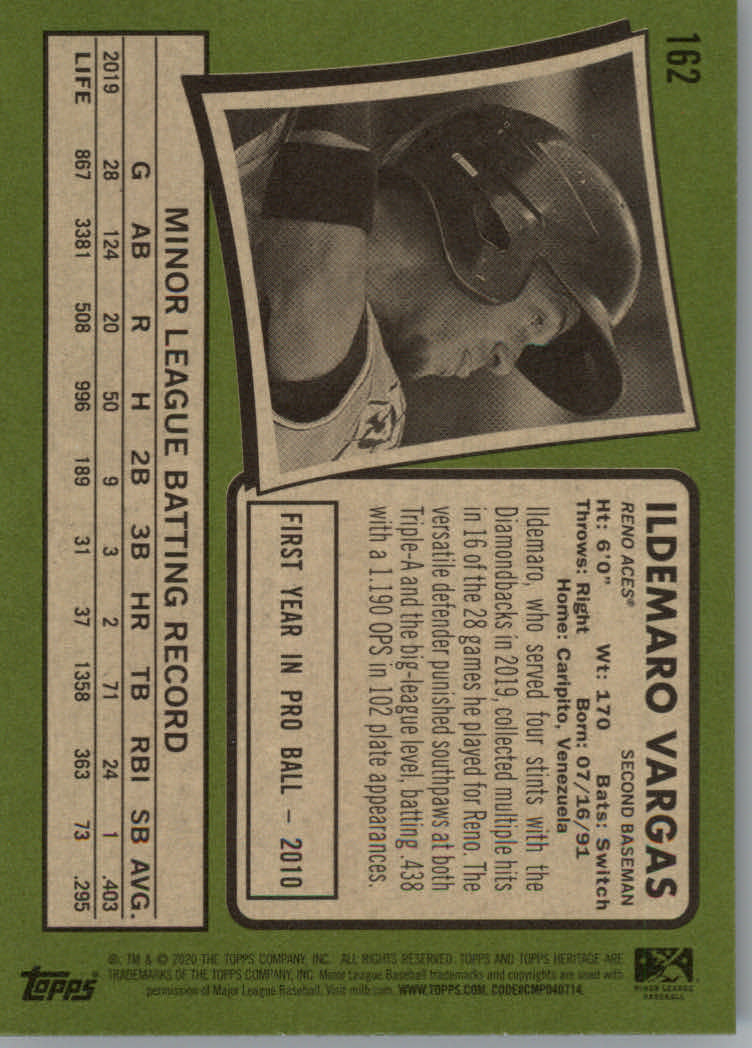 162
ILDEMARO VARGAS
RENO ACES® SECOND BASEMAN
Ht: 6'0" Wt: 170 Bats: Switch
Throws: Right Born: 07/16/91
Home: Caripito, Venezuela
Ildemaro, who served four stints with the
Diamondbacks in 2019, collected multiple hits
in 16 of the 28 games he played for Reno. The
versatile defender punished southpaws at both
Triple-A and the big-league level, batting .438
with a 1.190 OPS in 102 plate appearances.
FIRST YEAR IN PRO BALL – 2010
MINOR LEAGUE BATTING RECORD
G AB R H 2B 3B HR TB RBI SB AVG.
2019 28 124 20 50 9 3 2 71 24 1 .403
LIFE 867 3381 508 996 189 31 37 1358 363 73 .295
MINOR LEAGUE
BASEBALL
®, TM & © 2020 THE TOPPS COMPANY, INC. ALL RIGHTS RESERVED. TOPPS AND TOPPS HERITAGE ARE
TRADEMARKS OF THE TOPPS COMPANY, INC. Minor League Baseball trademarks and copyrights are used with
permission of Major League Baseball. Visit milb.com. WWW.TOPPS.COM. CODE#CMP040714.
TOPPS®